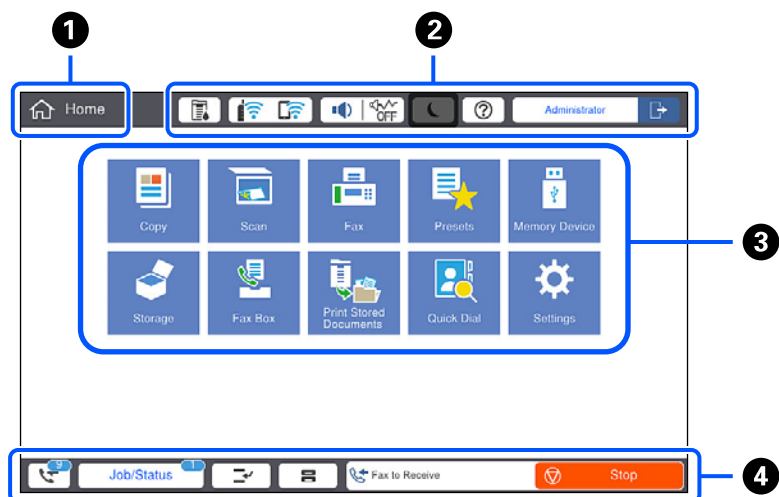 1
2
Home
OFF
?
Administrator
Copy
Scan
Fax
Presets
Memory Device
3
Storage
Fax Box
Print Stored
Documents
Quick Dial
Settings
9
Job/Status
1
Fax to Receive
Stop
4